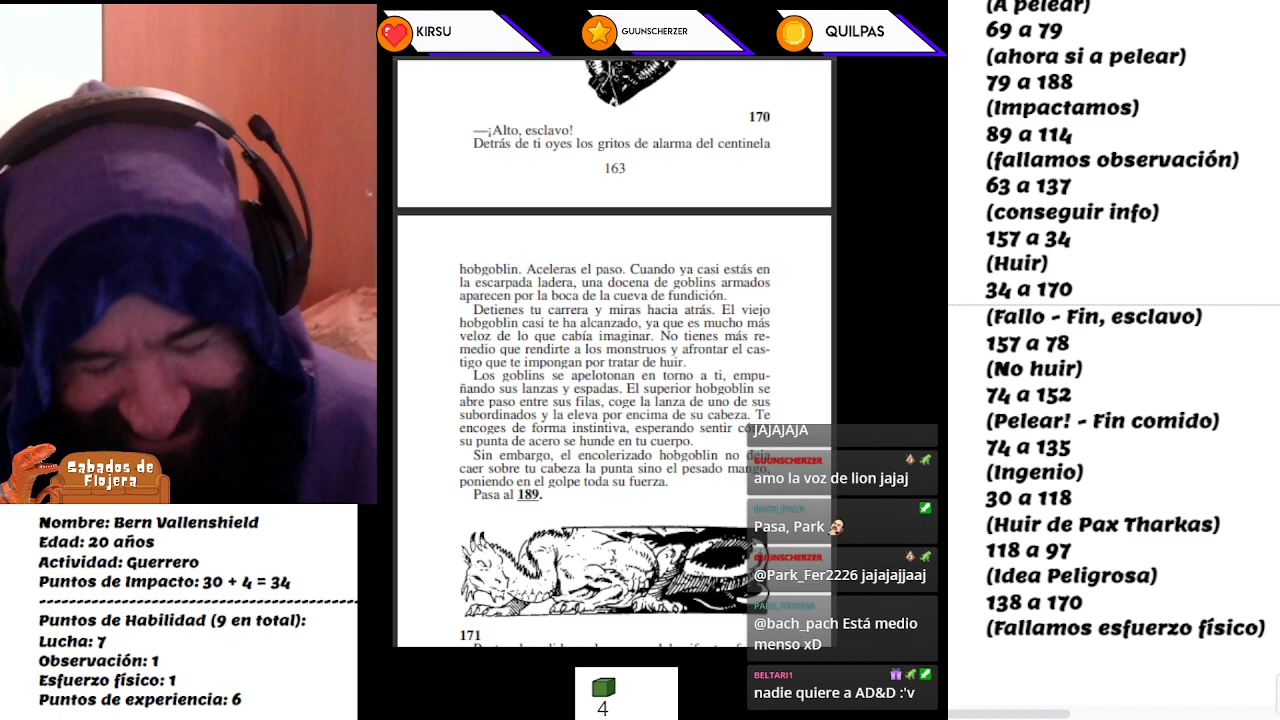 KIRSU
GUUNSCHERZER
QUILPAS
170
—¡Alto, esclavo!
Detrás de ti oyes los gritos de alarma del centinela
163
hobgoblin. Aceleras el paso. Cuando ya casi estás en
la escarpada ladera, una docena de goblins armados
aparecen por la boca de la cueva de fundición.
Detienes tu carrera y miras hacia atrás. El viejo
hobgoblin casi te ha alcanzado, ya que es mucho más
veloz de lo que cabía imaginar. No tienes más re-
medio que rendirte a los monstruos y afrontar el cas-
tigo que te impongan por tratar de huir.
Los goblins se apelotonan en torno a ti, empu-
ñando sus lanzas y espadas. El superior hobgoblin se
abre paso entre sus filas, coge la lanza de uno de sus
subordinados y la eleva por encima de su cabeza. Te
encoges de forma instintiva, esperando sentir cómo
su punta de acero se hunde en tu cuerpo.
Sin embargo, el encolerizado hobgoblin no deja
caer sobre tu cabeza la punta sino el pesado mango,
poniendo en el golpe toda su fuerza.
Pasa al 189.
171
JAJAJAJA
GUUNSCHERZER
amo la voz de lion jajaj
BACH_PACH
Pasa, Park
GUUNSCHERZER
@Park_Fer2226 jajajajjaaj
PARK_FER2226
@bach_pach Está medio
menso xD
BELTARI1
nadie quiere a AD&D :'v
4
Sabados de
Flojera
Nombre: Bern Vallenshield
Edad: 20 años
Actividad: Guerrero
Puntos de Impacto: 30 + 4 = 34
Puntos de Habilidad (9 en total):
Lucha: 7
Observación: 1
Esfuerzo físico: 1
Puntos de experiencia: 6
(A pelear)
69 a 79
(ahora si a pelear)
79 a 188
(Impactamos)
89 a 114
(fallamos observación)
63 a 137
(conseguir info)
157 a 34
(Huir)
34 a 170
(Fallo - Fin, esclavo)
157 a 78
(No huir)
74 a 152
(Pelear! - Fin comido)
74 a 135
(Ingenio)
30 a 118
(Huir de Pax Tharkas)
118 a 97
(Idea Peligrosa)
138 a 170
(Fallamos esfuerzo físico)